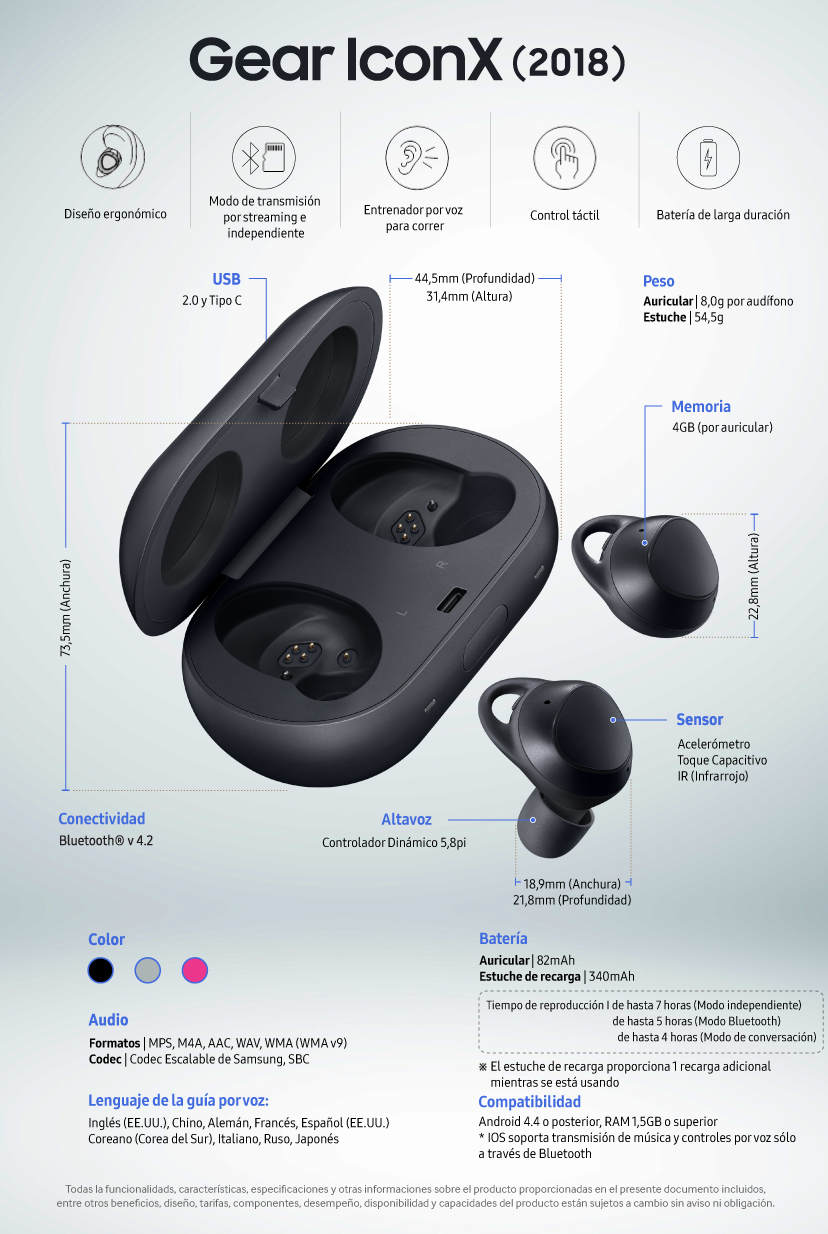 Gear IconX (2018)
Diseño ergonómico
Modo de transmisión
por streaming e
independiente
Entrenador por voz
para correr
Control táctil
Batería de larga duración
USB
2.0 y Tipo C
44,5mm (Profundidad)
31,4mm (Altura)
Peso
Auricular | 8,0g por audífono
Estuche | 54,5g
Memoria
4GB (por auricular)
73,5mm (Anchura)
R
L
22,8mm (Altura)
Sensor
Acelerómetro
Toque Capacitivo
IR (Infrarrojo)
Conectividad
Bluetooth® v 4.2
Altavoz
Controlador Dinámico 5,8pi
18,9mm (Anchura)
21,8mm (Profundidad)
Color
Audio
Formatos | MPS, M4A, AAC, WAV, WMA (WMA v9)
Codec | Codec Escalable de Samsung, SBC
Lenguaje de la guía por voz:
Inglés (EE.UU.), Chino, Alemán, Francés, Español (EE.UU.)
Coreano (Corea del Sur), Italiano, Ruso, Japonés
Batería
Auricular | 82mAh
Estuche de recarga | 340mAh
Tiempo de reproducción I de hasta 7 horas (Modo independiente)
de hasta 5 horas (Modo Bluetooth)
de hasta 4 horas (Modo de conversación)
※ El estuche de recarga proporciona 1 recarga adicional
mientras se está usando
Compatibilidad
Android 4.4 o posterior, RAM 1,5GB o superior
* IOS soporta transmisión de música y controles por voz sólo
a través de Bluetooth
Todas la funcionalidads, características, especificaciones y otras informaciones sobre el producto proporcionadas en el presente documento incluidos,
entre otros beneficios, diseño, tarifas, componentes, desempeño, disponibilidad y capacidades del producto están sujetos a cambio sin aviso ni obligación.